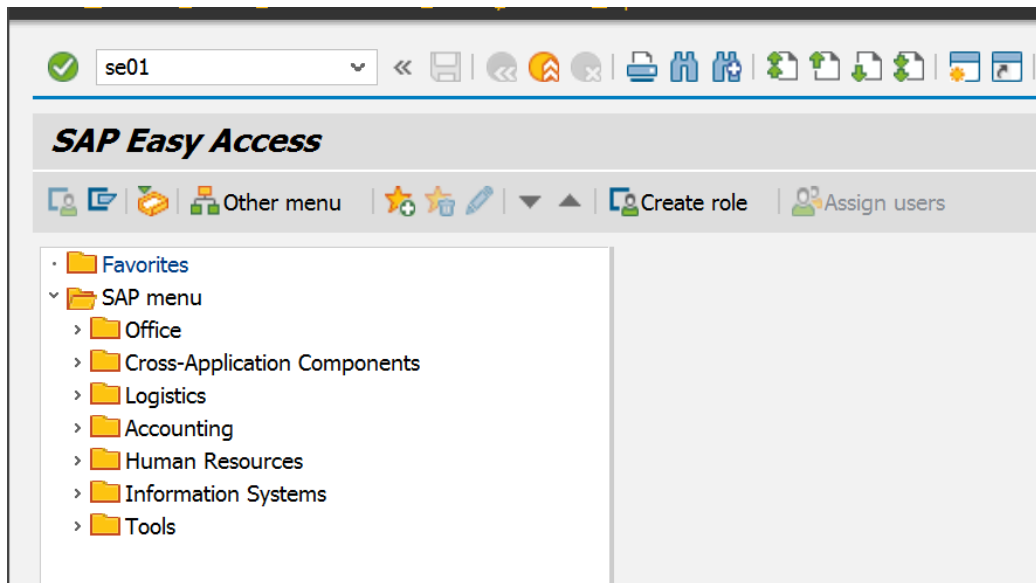 se01
SAP Easy Access
Other menu
Create role
Assign users
Favorites
SAP menu
Office
Cross-Application Components
Logistics
Accounting
Human Resources
Information Systems
Tools